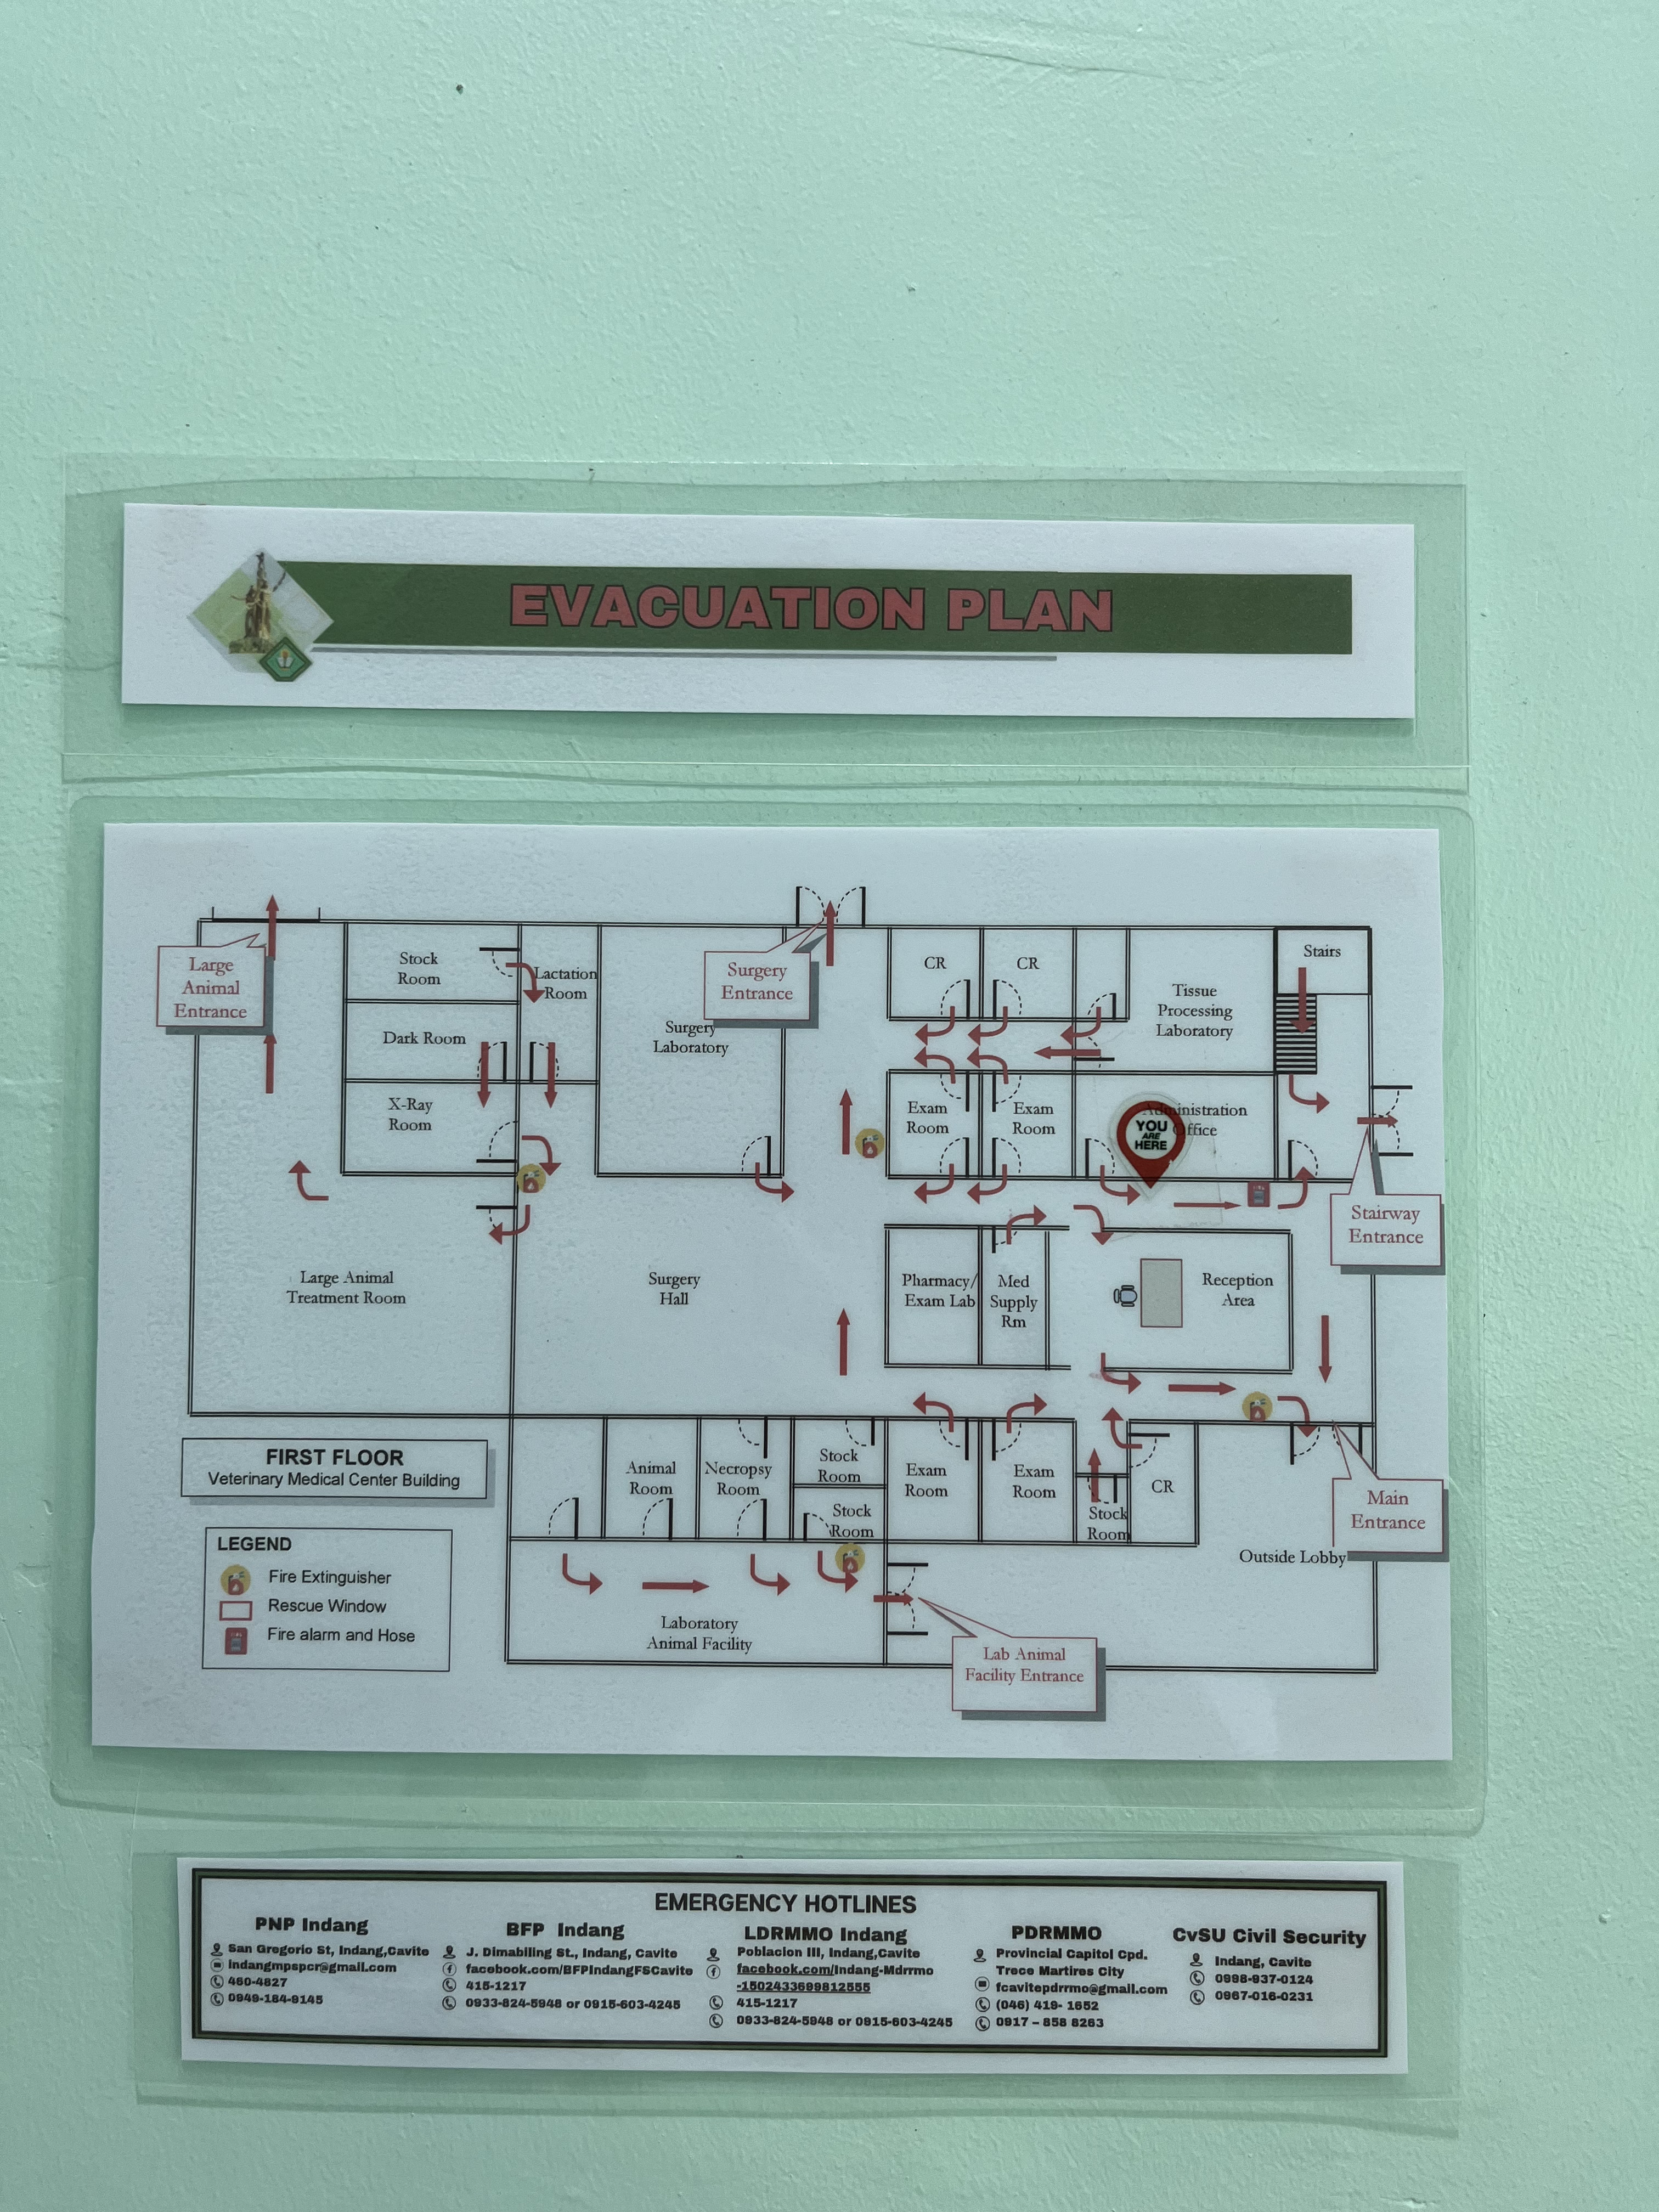 EVACUATION PLAN
Large
Animal
Entrance
Stock
Room
Lactation
Room
Dark Room
X-Ray
Room
Surgery
Laboratory
Surgery
Entrance
CR
CR
Tissue
Processing
Laboratory
Stairs
Exam
Room
Exam
Room
Administration
Office
YOU
ARE
HERE
Stairway
Entrance
Large Animal
Treatment Room
Surgery
Hall
Pharmacy/
Exam Lab
Med
Supply
Rm
Reception
Area
Animal
Room
Necropsy
Room
Stock
Room
Stock
Room
Exam
Room
Exam
Room
Stock
Room
CR
Main
Entrance
Outside Lobby
Laboratory
Animal Facility
Lab Animal
Facility Entrance
FIRST FLOOR
Veterinary Medical Center Building
LEGEND
Fire Extinguisher
Rescue Window
Fire alarm and Hose
EMERGENCY HOTLINES
PNP Indang
San Gregorio St, Indang,Cavite
indangmpspcr@gmail.com
460-4827
0949-184-9145
BFP Indang
J. Dimabiling St., Indang, Cavite
facebook.com/BFPIndangFSCavite
415-1217
0933-824-5948 or 0915-603-4245
LDRMMO Indang
Poblacion III, Indang,Cavite
facebook.com/Indang-Mdrrmo
-1502433699812555
415-1217
0933-824-5948 or 0915-603-4245
PDRMMO
Provincial Capitol Cpd.
Trece Martires City
fcavitepdrrmo@gmail.com
(046) 419- 1652
0917 – 858 8263
CvSU Civil Security
Indang, Cavite
0998-937-0124
0967-016-0231